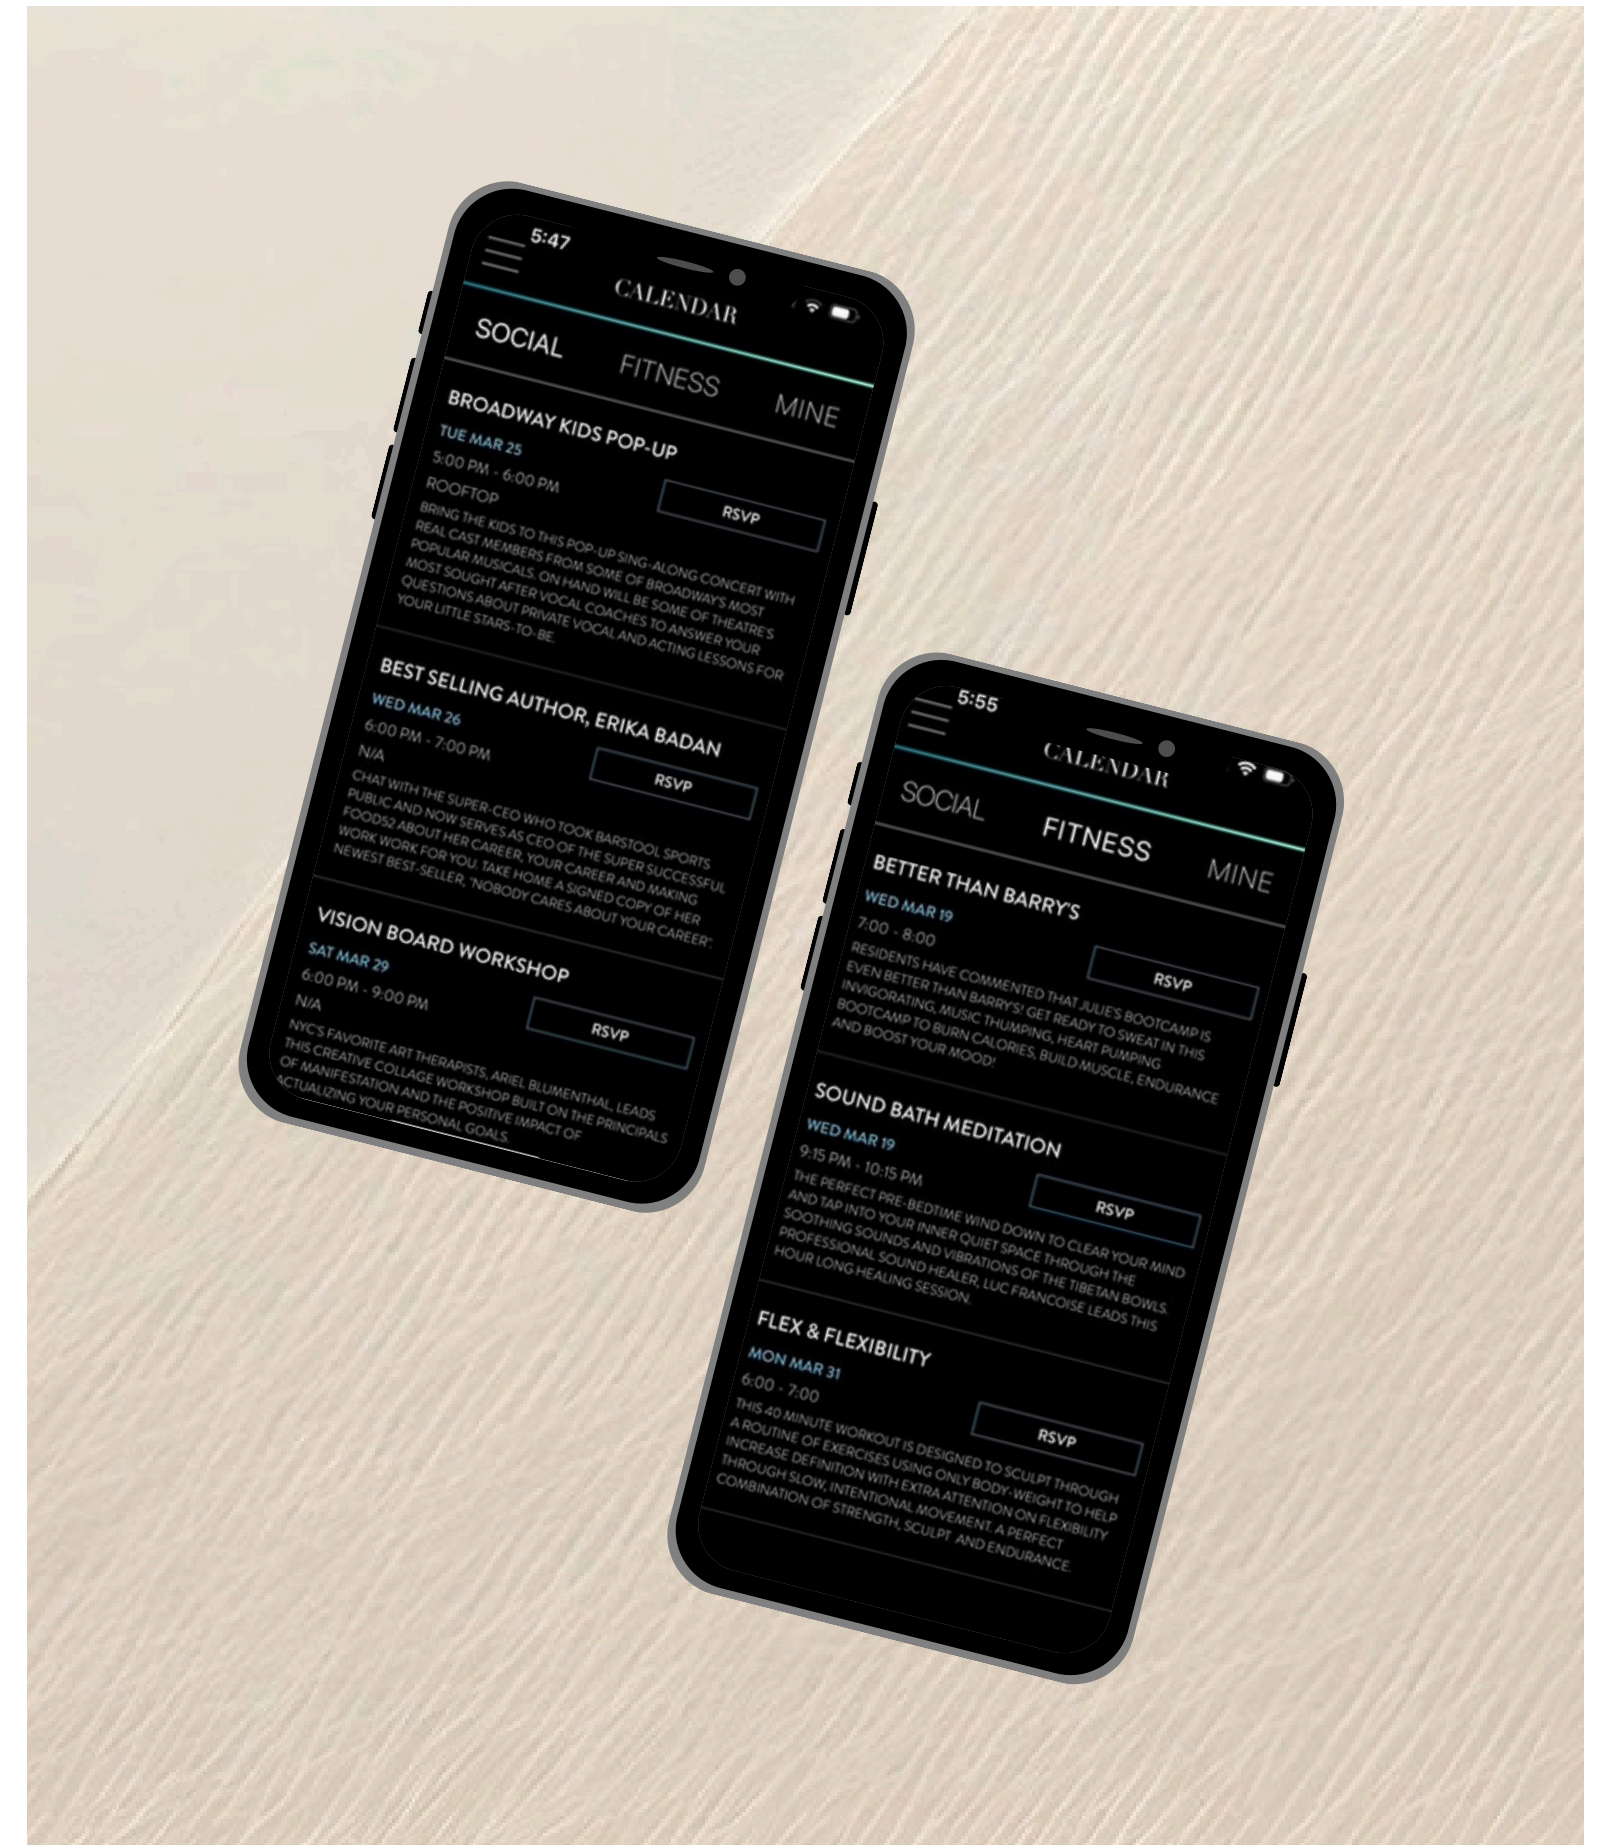 5:47
CALENDAR
SOCIAL FITNESS MINE
BROADWAY KIDS POP-UP
TUE MAR 25
5:00 PM - 6:00 PM
ROOFTOP
RSVP
BRING THE KIDS TO THIS POP-UP SING-ALONG CONCERT WITH
REAL CAST MEMBERS FROM SOME OF BROADWAY'S MOST
POPULAR MUSICALS. ON HAND WILL BE SOME OF THEATRE'S
MOST SOUGHT AFTER VOCAL COACHES TO ANSWER YOUR
QUESTIONS ABOUT PRIVATE VOCAL AND ACTING LESSONS FOR
YOUR LITTLE STARS-TO-BE.
BEST SELLING AUTHOR, ERIKA BADAN
WED MAR 26
6:00 PM - 7:00 PM
N/A
RSVP
CHAT WITH THE SUPER-CEO WHO TOOK BARSTOOL SPORTS
PUBLIC AND NOW SERVES AS CEO OF THE SUPER SUCCESSFUL
FOOD52 ABOUT HER CAREER, YOUR CAREER AND MAKING
WORK WORK FOR YOU. TAKE HOME A SIGNED COPY OF HER
NEWEST BEST-SELLER, "NOBODY CARES ABOUT YOUR CAREER".
VISION BOARD WORKSHOP
SAT MAR 29
6:00 PM - 9:00 PM
N/A
RSVP
NYC'S FAVORITE ART THERAPISTS, ARIEL BLUMENTHAL, LEADS
THIS CREATIVE COLLAGE WORKSHOP BUILT ON THE PRINCIPALS
OF MANIFESTATION AND THE POSITIVE IMPACT OF
ACTUALIZING YOUR PERSONAL GOALS.
5:55
CALENDAR
SOCIAL FITNESS MINE
BETTER THAN BARRY'S
WED MAR 19
7:00 - 8:00
RSVP
RESIDENTS HAVE COMMENTED THAT JULIE'S BOOTCAMP IS
EVEN BETTER THAN BARRY'S! GET READY TO SWEAT IN THIS
INVIGORATING, MUSIC THUMPING, HEART PUMPING
BOOTCAMP TO BURN CALORIES, BUILD MUSCLE, ENDURANCE
AND BOOST YOUR MOOD!
SOUND BATH MEDITATION
WED MAR 19
9:15 PM - 10:15 PM
RSVP
THE PERFECT PRE-BEDTIME WIND DOWN TO CLEAR YOUR MIND
AND TAP INTO YOUR INNER QUIET SPACE THROUGH THE
SOOTHING SOUNDS AND VIBRATIONS OF THE TIBETAN BOWLS.
PROFESSIONAL SOUND HEALER, LUC FRANCOISE LEADS THIS
HOUR LONG HEALING SESSION.
FLEX & FLEXIBILITY
MON MAR 31
6:00 - 7:00
RSVP
THIS 40 MINUTE WORKOUT IS DESIGNED TO SCULPT THROUGH
A ROUTINE OF EXERCISES USING ONLY BODY-WEIGHT TO HELP
INCREASE DEFINITION WITH EXTRA ATTENTION ON FLEXIBILITY
THROUGH SLOW, INTENTIONAL MOVEMENT. A PERFECT
COMBINATION OF STRENGTH, SCULPT AND ENDURANCE.